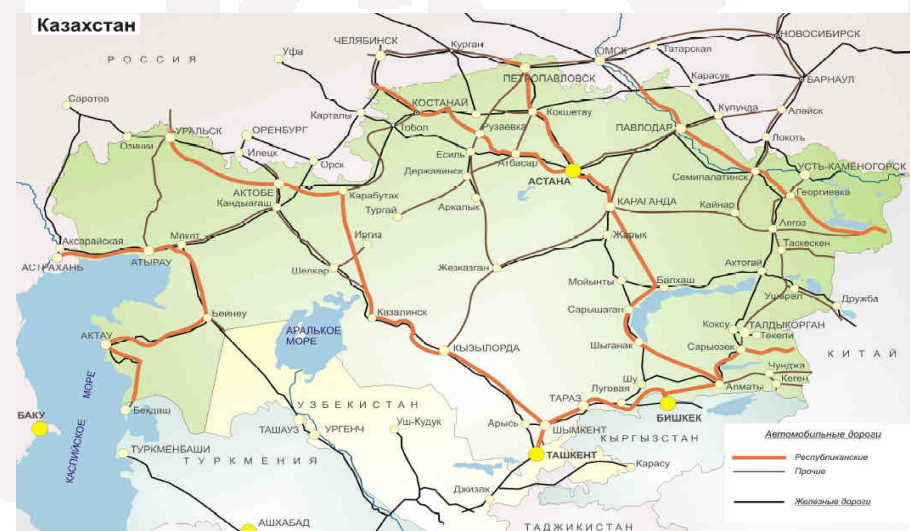 Казахстан
РОССИЯ
Уфы
ЧЕЛЯБИНСК
Курган
ПЕТРОПАВЛОВСК
ОМСК
Татарская
НОВОСИБИРСК
Карасук
БАРНАУЛ
Саратов
Карталы
КОСТАНАЙ
Тобол
Рузаевка
Кокшетау
ПАВЛОДАР
Кулунда
Алейск
Озинки
УРАЛЬСК
ОРЕНБУРГ
Илецк
Орск
Есиль
Атбасар
Державинск
АСТАНА
Локоть
Семипалатинск
УСТЬ-КАМЕНОГОРСК
Георгиевка
АКТОБЕ
Кандыагаш
Карабутак
Тургай
Аркалык
КАРАГАНДА
Кайнар
Аягоз
Аксарайская
Макат
Иргиз
Жарык
Таскескен
АСТРАХАНЬ
АТЫРАУ
Шелкар
Жезказган
Мойынты
Балхаш
Актогай
Ушарал
Дружба
Бейнеу
Казалинск
Сарышаган
АКТАУ
АРАЛЬКОЕ
МОРЕ
КЫЗЫЛОРДА
Шыганак
Коксу
ТАЛДЫКОРГАН
Текели
Сарыозек
КИТАЙ
Чунджа
Кеген
Шу
Алматы
Луговая
ТАРАЗ
БИШКЕК
БАКУ
КАСПИЙСКОЕ МОРЕ
Бекдаш
УЗБЕКИСТАН
ТАШАУЗ
УРГЕНЧ
Уш-Кудук
Арысь
ШЫМКЕНТ
КЫРГЫЗСТАН
ТУРКМЕНБАШИ
ТУРКМЕНИЯ
ТАШКЕНТ
Карасу
Джизак
АШХАБАД
ТАДЖИКИСТАН
Автомобильные дороги
Республиканские
Прочие
Железные дороги